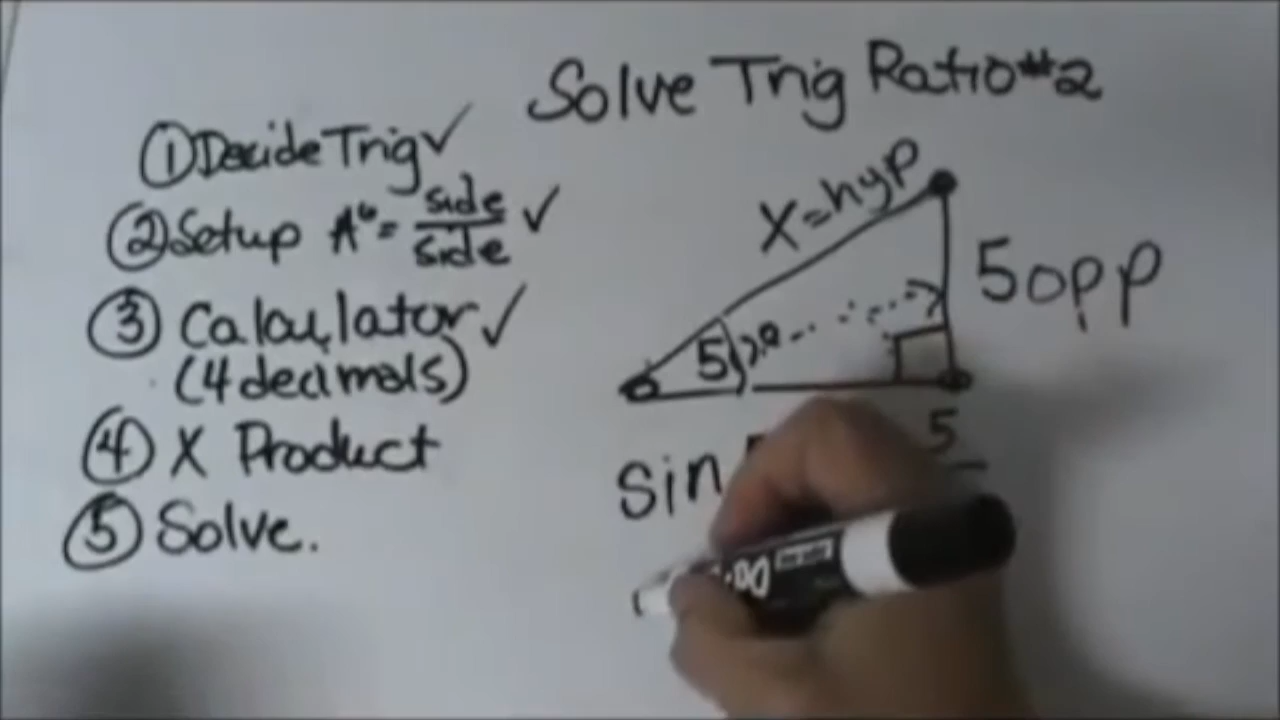 Solve Trig Ratio #2
① Decide Trig ✓
② Setup A° = side/side ✓
③ Calculator ✓
(4 decimals)
④ X Product
⑤ Solve.
X = hyp
5 opp
5
sin